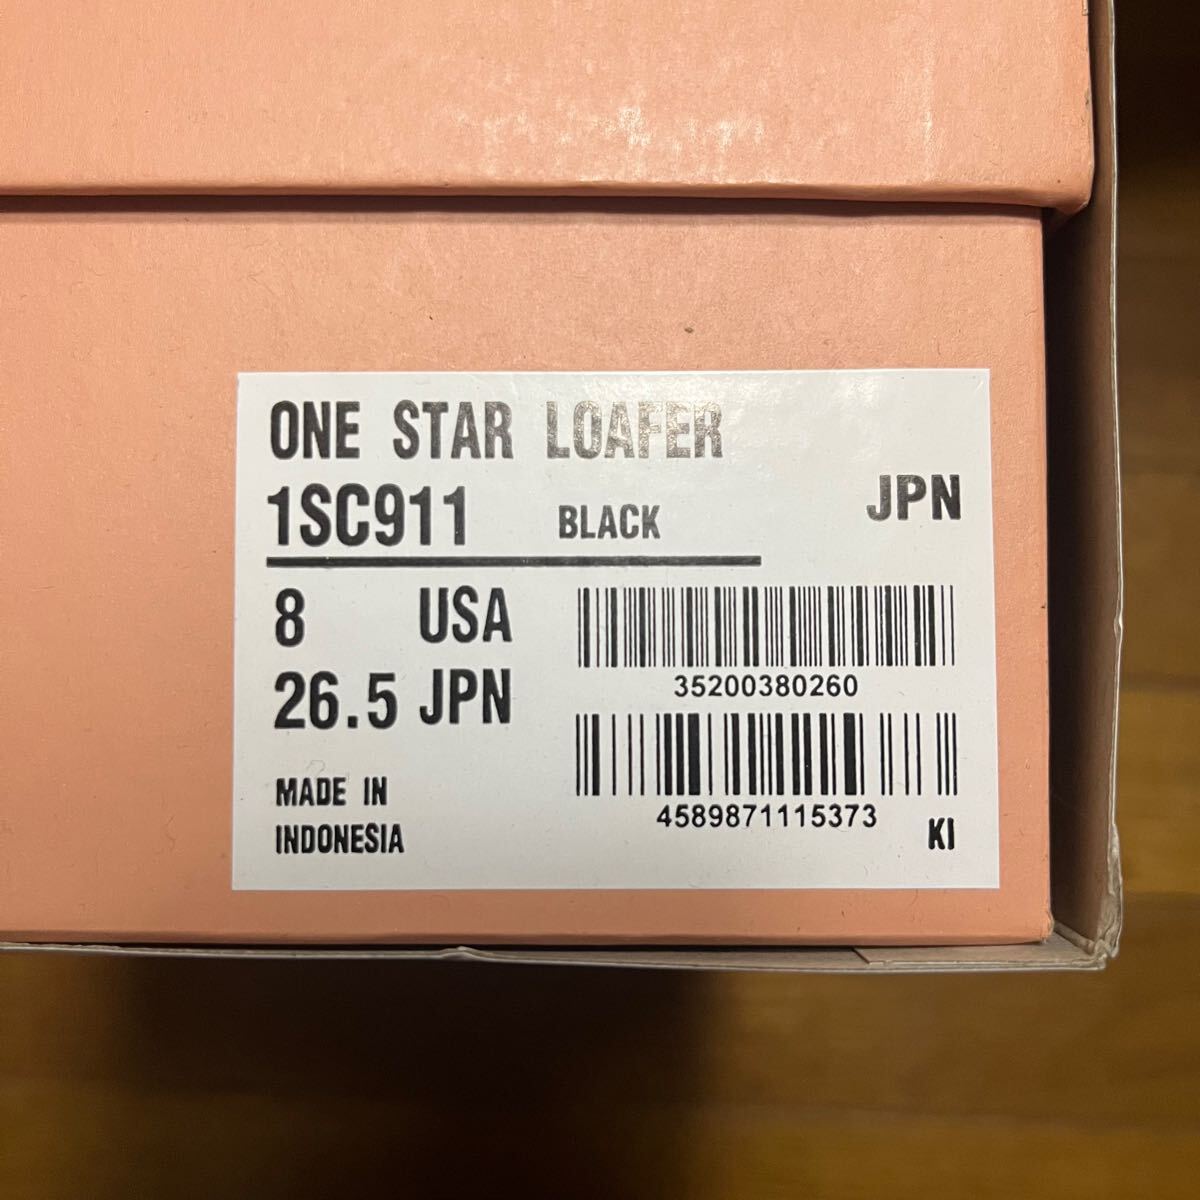 ONE STAR LOAFER
1SC911 BLACK JPN
8 USA
26.5 JPN
35200380260
4589871115373
MADE IN
INDONESIA
KI